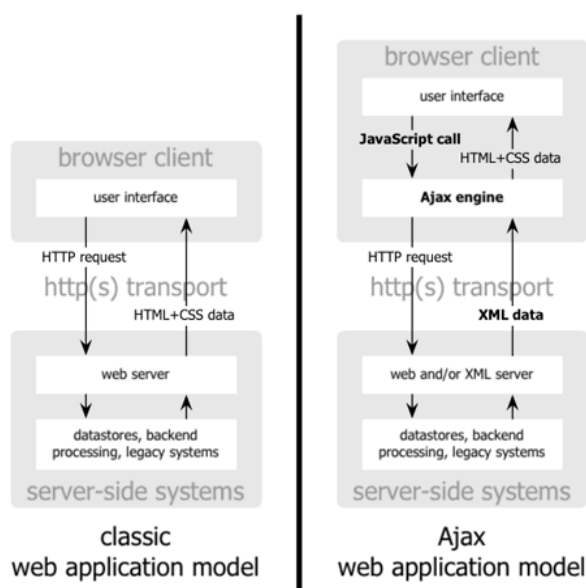 browser client
user interface
HTTP request
http(s) transport
HTML+CSS data
web server
datastores, backend
processing, legacy systems
server-side systems
classic
web application model
browser client
user interface
JavaScript call
HTML+CSS data
Ajax engine
HTTP request
http(s) transport
XML data
web and/or XML server
datastores, backend
processing, legacy systems
server-side systems
Ajax
web application model